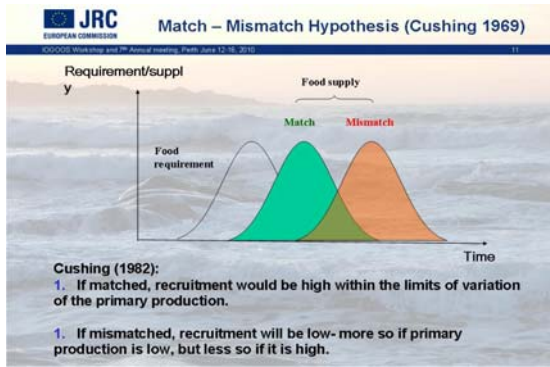 JRC
EUROPEAN COMMISSION
Match – Mismatch Hypothesis (Cushing 1969)
IOGOOS Workshop and 7th Annual meeting, Perth June 12-16, 2010
11
Requirement/suppl
y
Food supply
Match
Mismatch
Food
requirement
Time
Cushing (1982):
1. If matched, recruitment would be high within the limits of variation
of the primary production.
1. If mismatched, recruitment will be low- more so if primary
production is low, but less so if it is high.